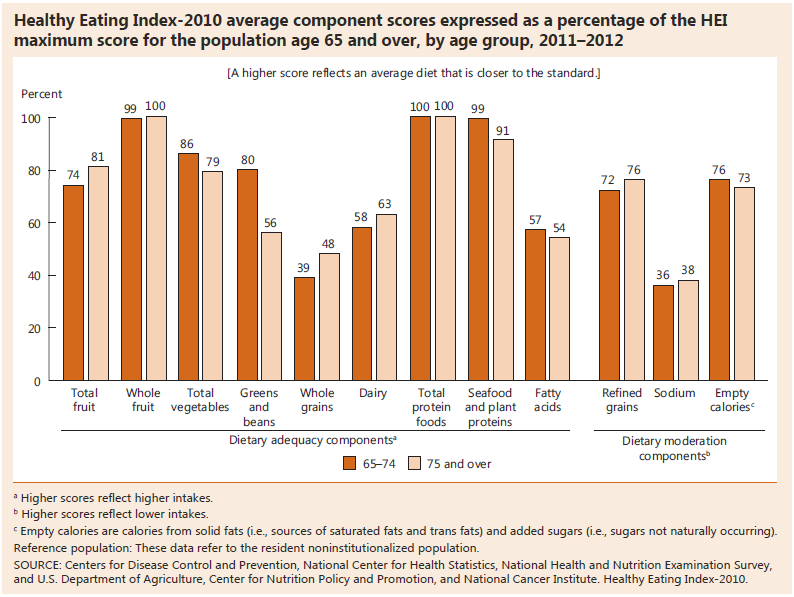 Healthy Eating Index-2010 average component scores expressed as a percentage of the HEI
maximum score for the population age 65 and over, by age group, 2011–2012
[A higher score reflects an average diet that is closer to the standard.]
Percent
100
80
60
40
20
0
74 81
99 100
86 79
80 56
39 48
58 63
100 100
99 91
57 54
72 76
36 38
76 73
Total
fruit
Whole
fruit
Total
vegetables
Greens
and
beans
Whole
grains
Dairy
Total
protein
foods
Seafood
and plant
proteins
Fatty
acids
Refined
grains
Sodium
Empty
caloriesᶜ
Dietary adequacy componentsᵃ
Dietary moderation
componentsᵇ
65–74 75 and over
ᵃ Higher scores reflect higher intakes.
ᵇ Higher scores reflect lower intakes.
ᶜ Empty calories are calories from solid fats (i.e., sources of saturated fats and trans fats) and added sugars (i.e., sugars not naturally occurring).
Reference population: These data refer to the resident noninstitutionalized population.
SOURCE: Centers for Disease Control and Prevention, National Center for Health Statistics, National Health and Nutrition Examination Survey,
and U.S. Department of Agriculture, Center for Nutrition Policy and Promotion, and National Cancer Institute. Healthy Eating Index-2010.